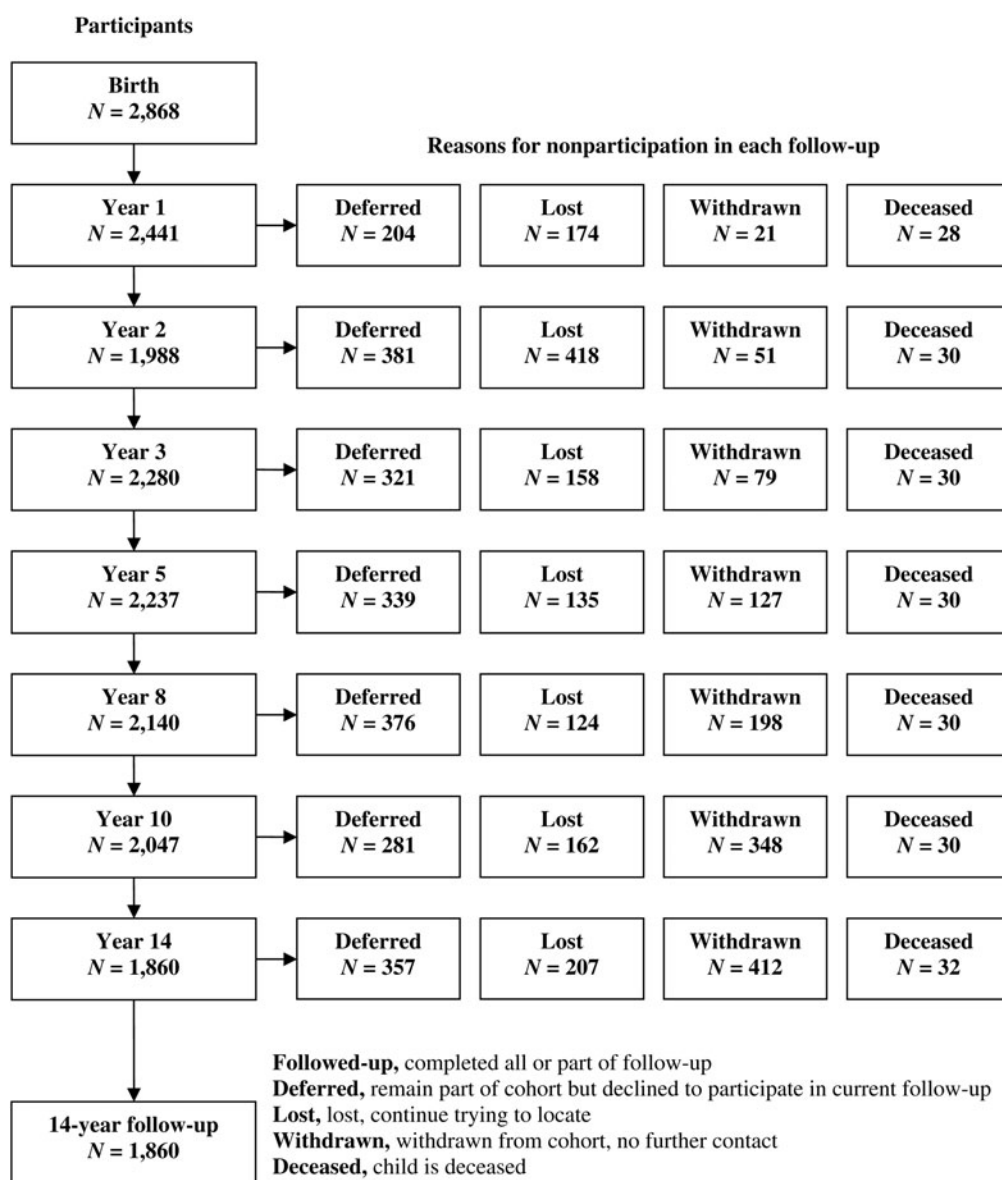 Participants
Birth
N = 2,868
Reasons for nonparticipation in each follow-up
Year 1
N = 2,441
Deferred
N = 204
Lost
N = 174
Withdrawn
N = 21
Deceased
N = 28
Year 2
N = 1,988
Deferred
N = 381
Lost
N = 418
Withdrawn
N = 51
Deceased
N = 30
Year 3
N = 2,280
Deferred
N = 321
Lost
N = 158
Withdrawn
N = 79
Deceased
N = 30
Year 5
N = 2,237
Deferred
N = 339
Lost
N = 135
Withdrawn
N = 127
Deceased
N = 30
Year 8
N = 2,140
Deferred
N = 376
Lost
N = 124
Withdrawn
N = 198
Deceased
N = 30
Year 10
N = 2,047
Deferred
N = 281
Lost
N = 162
Withdrawn
N = 348
Deceased
N = 30
Year 14
N = 1,860
Deferred
N = 357
Lost
N = 207
Withdrawn
N = 412
Deceased
N = 32
14-year follow-up
N = 1,860
Followed-up, completed all or part of follow-up
Deferred, remain part of cohort but declined to participate in current follow-up
Lost, lost, continue trying to locate
Withdrawn, withdrawn from cohort, no further contact
Deceased, child is deceased